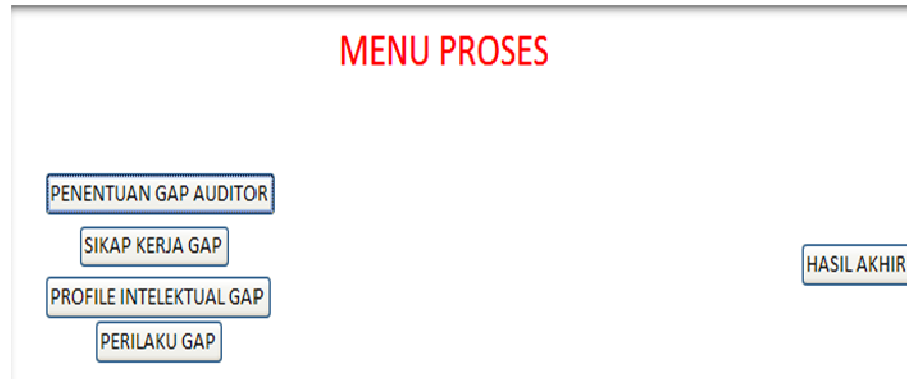 MENU PROSES
PENENTUAN GAP AUDITOR
SIKAP KERJA GAP
HASIL AKHIR
PROFILE INTELEKTUAL GAP
PERILAKU GAP